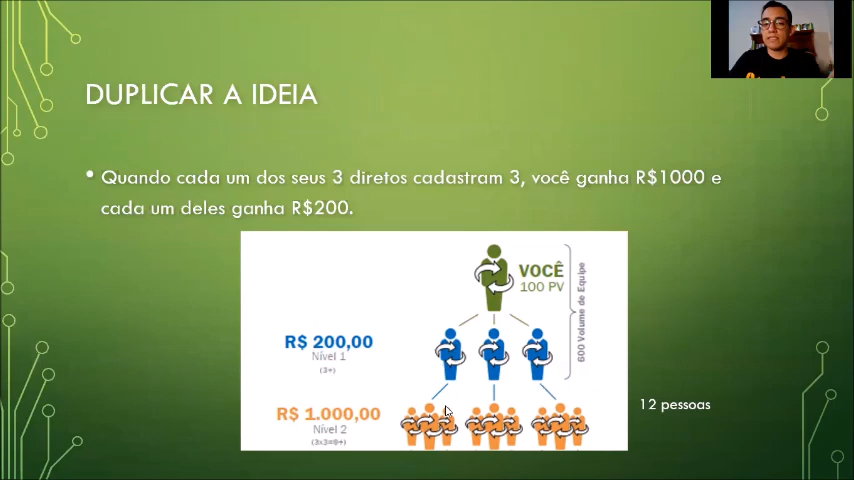 DUPLICAR A IDEIA
• Quando cada um dos seus 3 diretos cadastram 3, você ganha R$1000 e
cada um deles ganha R$200.
VOCÊ
100 PV
600 Volume de Equipe
R$ 200,00
Nível 1
(3+)
R$ 1.000,00
Nível 2
(3x3=9+)
12 pessoas